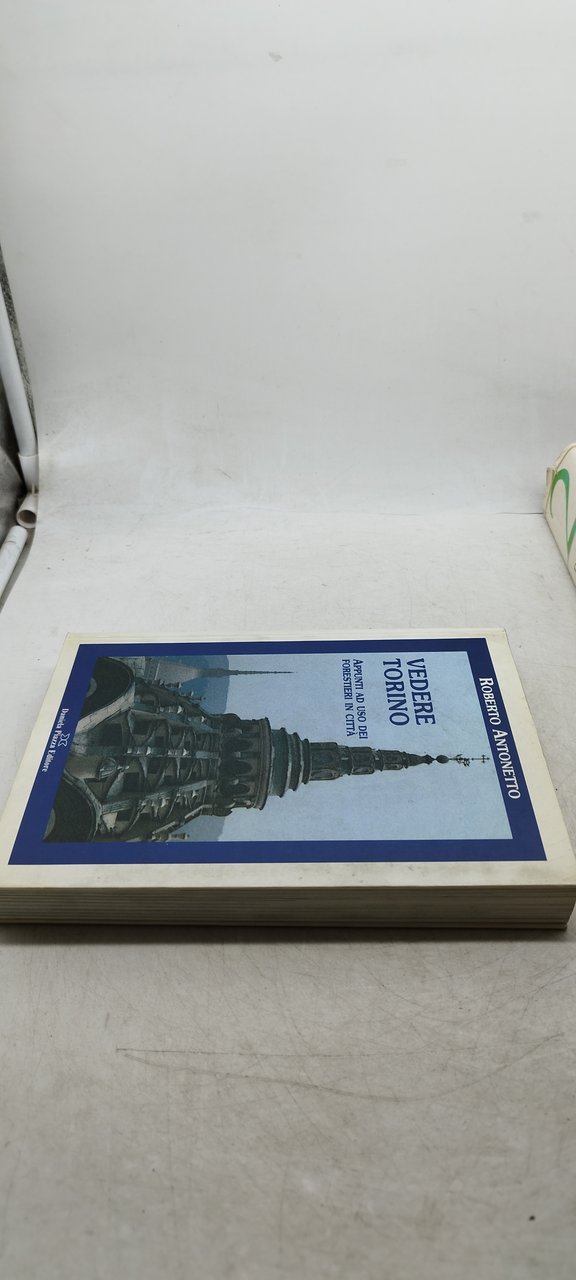 ROBERTO ANTONETTO
VEDERE
TORINO
APPUNTI AD USO DEI
FORESTIERI IN CITTÀ
Daniela Piazza Editore